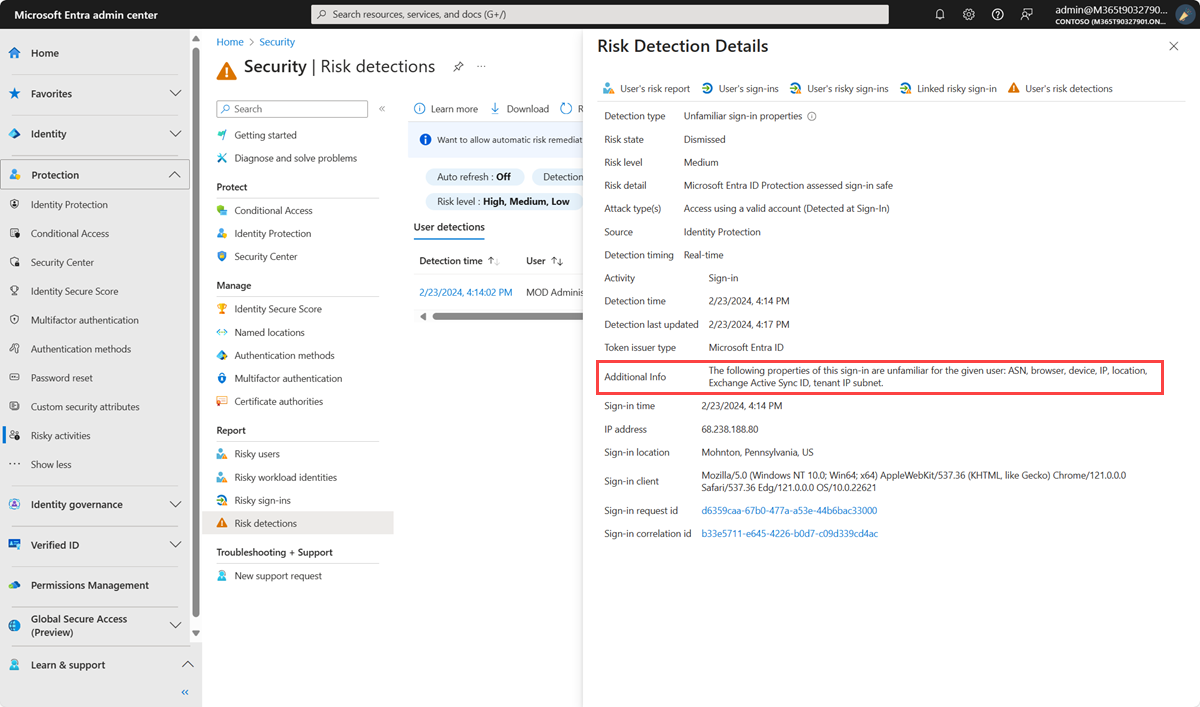 Microsoft Entra admin center
Search resources, services, and docs (G+/)
admin@M365t9032790...
CONTOSO (M365T90327901.ON...
Home
Favorites
Identity
Protection
Identity Protection
Conditional Access
Security Center
Identity Secure Score
Multifactor authentication
Authentication methods
Password reset
Custom security attributes
Risky activities
Show less
Identity governance
Verified ID
Permissions Management
Global Secure Access
(Preview)
Learn & support
Home > Security
Security | Risk detections
Search
Getting started
Diagnose and solve problems
Protect
Conditional Access
Identity Protection
Security Center
Manage
Identity Secure Score
Named locations
Authentication methods
Multifactor authentication
Certificate authorities
Report
Risky users
Risky workload identities
Risky sign-ins
Risk detections
Troubleshooting + Support
New support request
Learn more Download R
Want to allow automatic risk remediat
Auto refresh : Off Detection
Risk level : High, Medium, Low
User detections
Detection time User
2/23/2024, 4:14:02 PM MOD Adminis
Risk Detection Details
User's risk report User's sign-ins User's risky sign-ins Linked risky sign-in User's risk detections
Detection type Unfamiliar sign-in properties
Risk state Dismissed
Risk level Medium
Risk detail Microsoft Entra ID Protection assessed sign-in safe
Attack type(s) Access using a valid account (Detected at Sign-In)
Source Identity Protection
Detection timing Real-time
Activity Sign-in
Detection time 2/23/2024, 4:14 PM
Detection last updated 2/23/2024, 4:17 PM
Token issuer type Microsoft Entra ID
Additional Info The following properties of this sign-in are unfamiliar for the given user: ASN, browser, device, IP, location,
Exchange Active Sync ID, tenant IP subnet.
Sign-in time 2/23/2024, 4:14 PM
IP address 68.238.188.80
Sign-in location Mohnton, Pennsylvania, US
Sign-in client Mozilla/5.0 (Windows NT 10.0; Win64; x64) AppleWebKit/537.36 (KHTML, like Gecko) Chrome/121.0.0.0
Safari/537.36 Edg/121.0.0.0 OS/10.0.22621
Sign-in request id d6359caa-67b0-477a-a53e-44b6bac33000
Sign-in correlation id b33e5711-e645-4226-b0d7-c09d339cd4ac